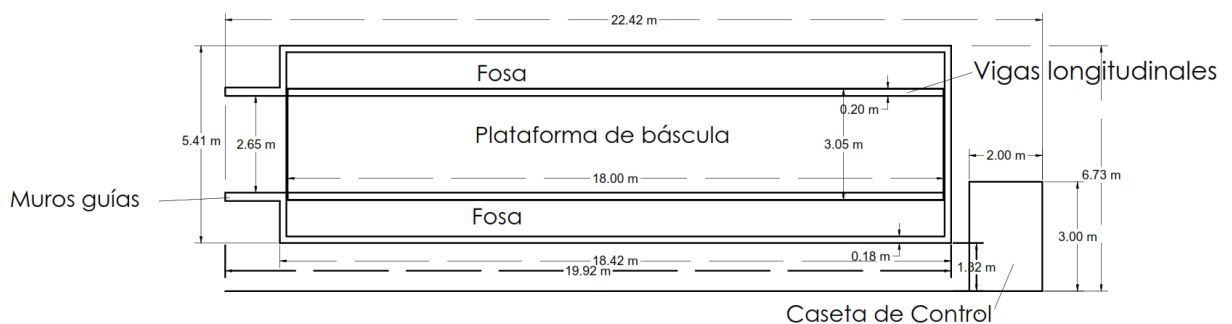 22.42 m
Fosa
Vigas longitudinales
0.20 m
Plataforma de báscula
5.41 m
2.65 m
3.05 m
2.00 m
6.73 m
18.00 m
Muros guías
Fosa
3.00 m
0.18 m
18.42 m
1.32 m
19.92 m
Caseta de Control